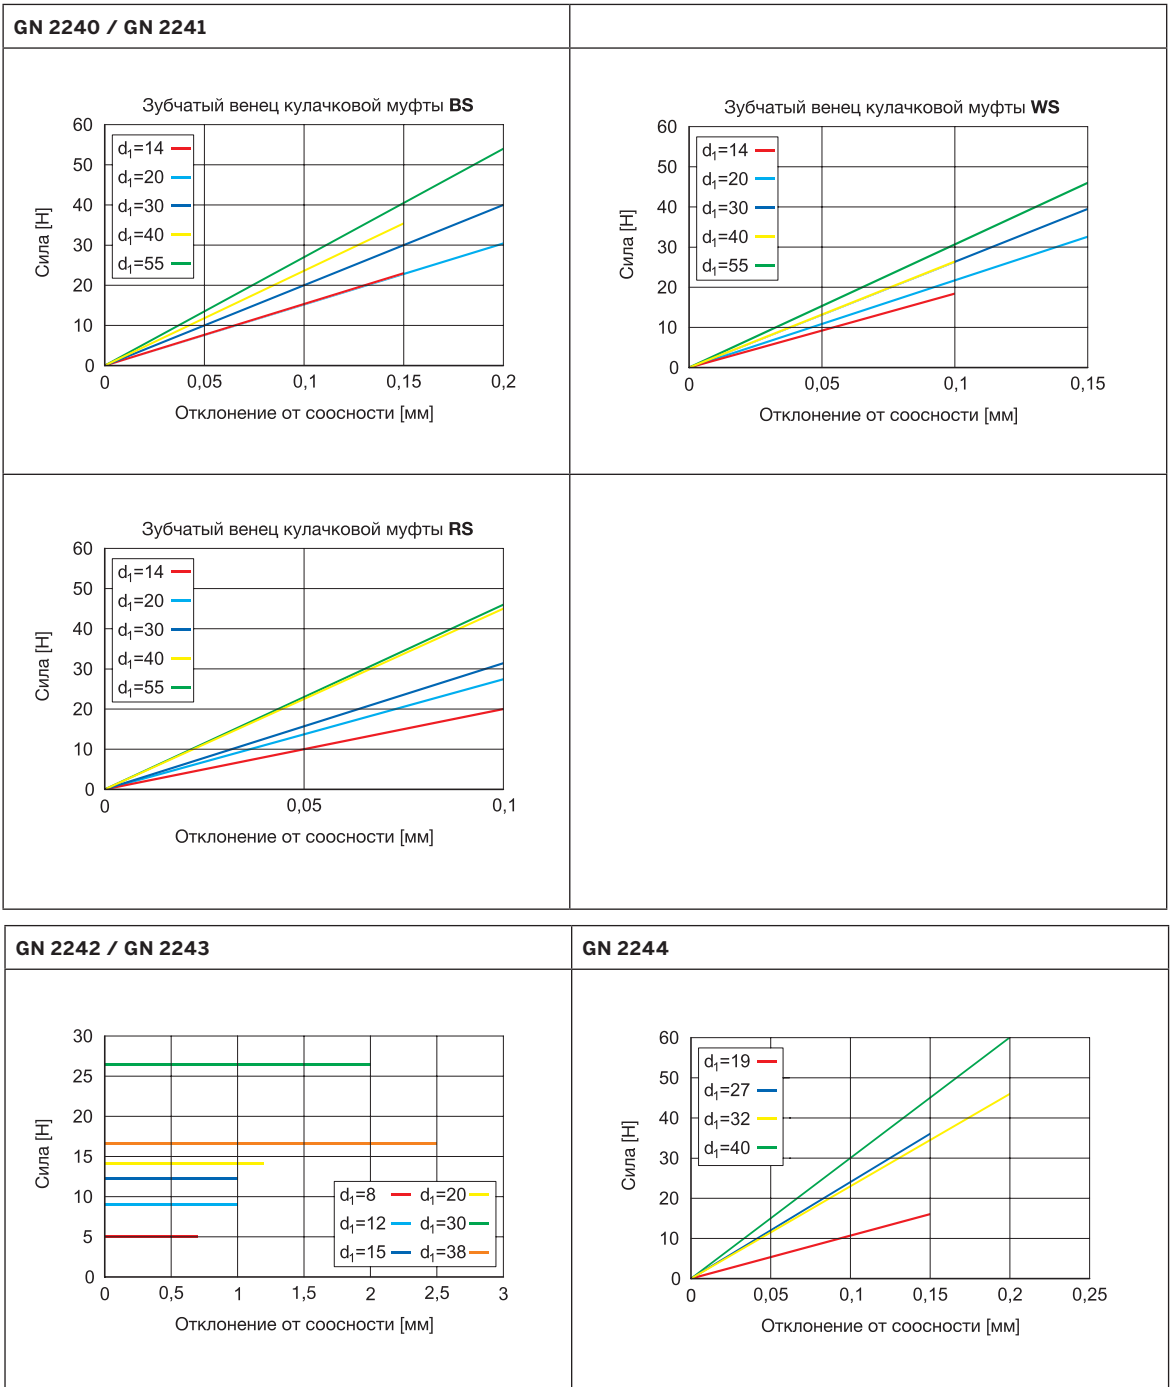 GN 2240 / GN 2241
Зубчатый венец кулачковой муфты BS
Сила [H]
60
50
40
30
20
10
0
d1=14
d1=20
d1=30
d1=40
d1=55
0 0,05 0,1 0,15 0,2
Отклонение от соосности [мм]
Зубчатый венец кулачковой муфты WS
Сила [H]
60
50
40
30
20
10
0
d1=14
d1=20
d1=30
d1=40
d1=55
0 0,05 0,1 0,15
Отклонение от соосности [мм]
Зубчатый венец кулачковой муфты RS
Сила [H]
60
50
40
30
20
10
0
d1=14
d1=20
d1=30
d1=40
d1=55
0 0,05 0,1
Отклонение от соосности [мм]
GN 2242 / GN 2243
Сила [H]
30
25
20
15
10
5
0
d1=8 d1=20
d1=12 d1=30
d1=15 d1=38
0 0,5 1 1,5 2 2,5 3
Отклонение от соосности [мм]
GN 2244
Сила [H]
60
50
40
30
20
10
0
d1=19
d1=27
d1=32
d1=40
0 0,05 0,1 0,15 0,2 0,25
Отклонение от соосности [мм]